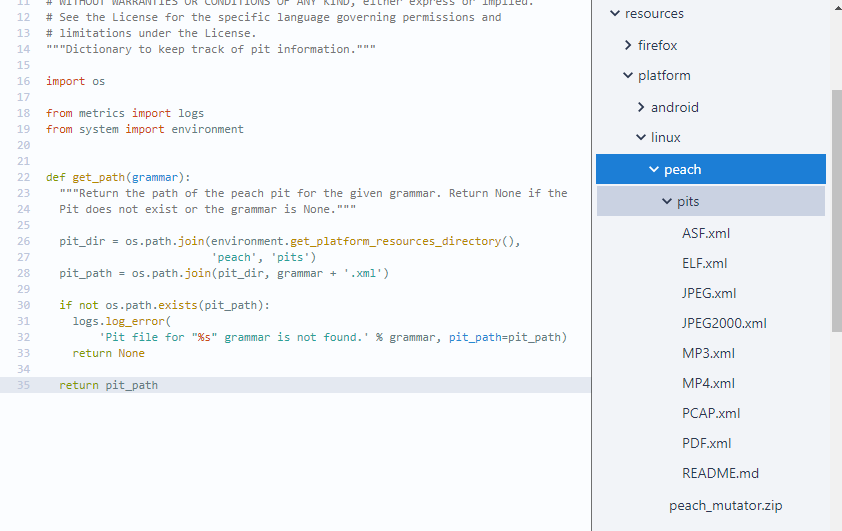 11 # WITHOUT WARRANTIES OR CONDITIONS OF ANY KIND, either express or implied.
12 # See the License for the specific language governing permissions and
13 # limitations under the License.
14 """Dictionary to keep track of pit information."""
15
16 import os
17
18 from metrics import logs
19 from system import environment
20
21
22 def get_path(grammar):
23   """Return the path of the peach pit for the given grammar. Return None if the
24   Pit does not exist or the grammar is None."""
25
26   pit_dir = os.path.join(environment.get_platform_resources_directory(),
27                          'peach', 'pits')
28   pit_path = os.path.join(pit_dir, grammar + '.xml')
29
30   if not os.path.exists(pit_path):
31     logs.log_error(
32         'Pit file for "%s" grammar is not found.' % grammar, pit_path=pit_path)
33     return None
34
35   return pit_path
resources
firefox
platform
android
linux
peach
pits
ASF.xml
ELF.xml
JPEG.xml
JPEG2000.xml
MP3.xml
MP4.xml
PCAP.xml
PDF.xml
README.md
peach_mutator.zip